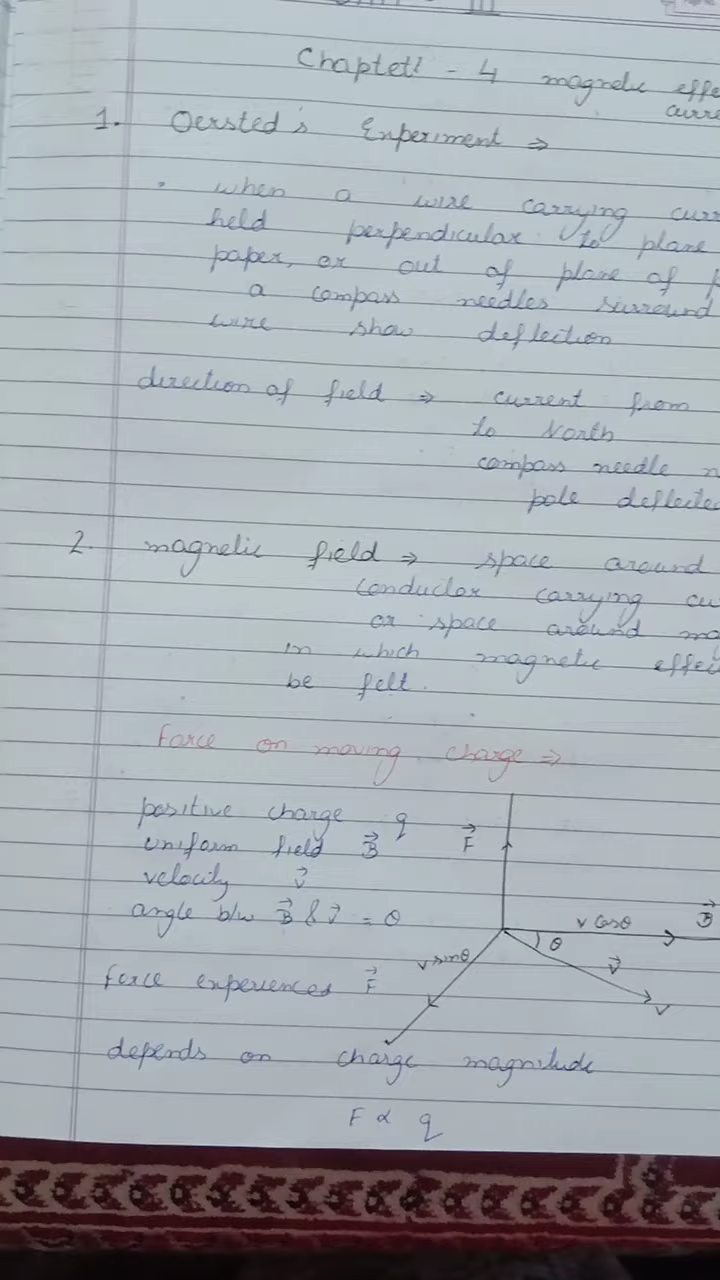 Chapter! - 4 magnetic effe
curre
1. Oersted's Experiment ⇒
when a wire carrying curr
held perpendicular to plane
paper, or out of plane of p
a compass needles surround
wire show deflection
direction of field ⇒ current from
to North
compass needle n
pole deflecte
2. magnetic field ⇒ space around
conductor carrying cu
or space around ma
in which magnetic effec
be felt.
Force on moving charge ⇒
positive charge q
uniform field B⃗
velocity v⃗
angle b/w B⃗ & v⃗ = θ
F⃗
v cosθ
B⃗
θ
v⃗
v sinθ
v
force experiences F⃗
depends on charge magnitude
F ∝ q